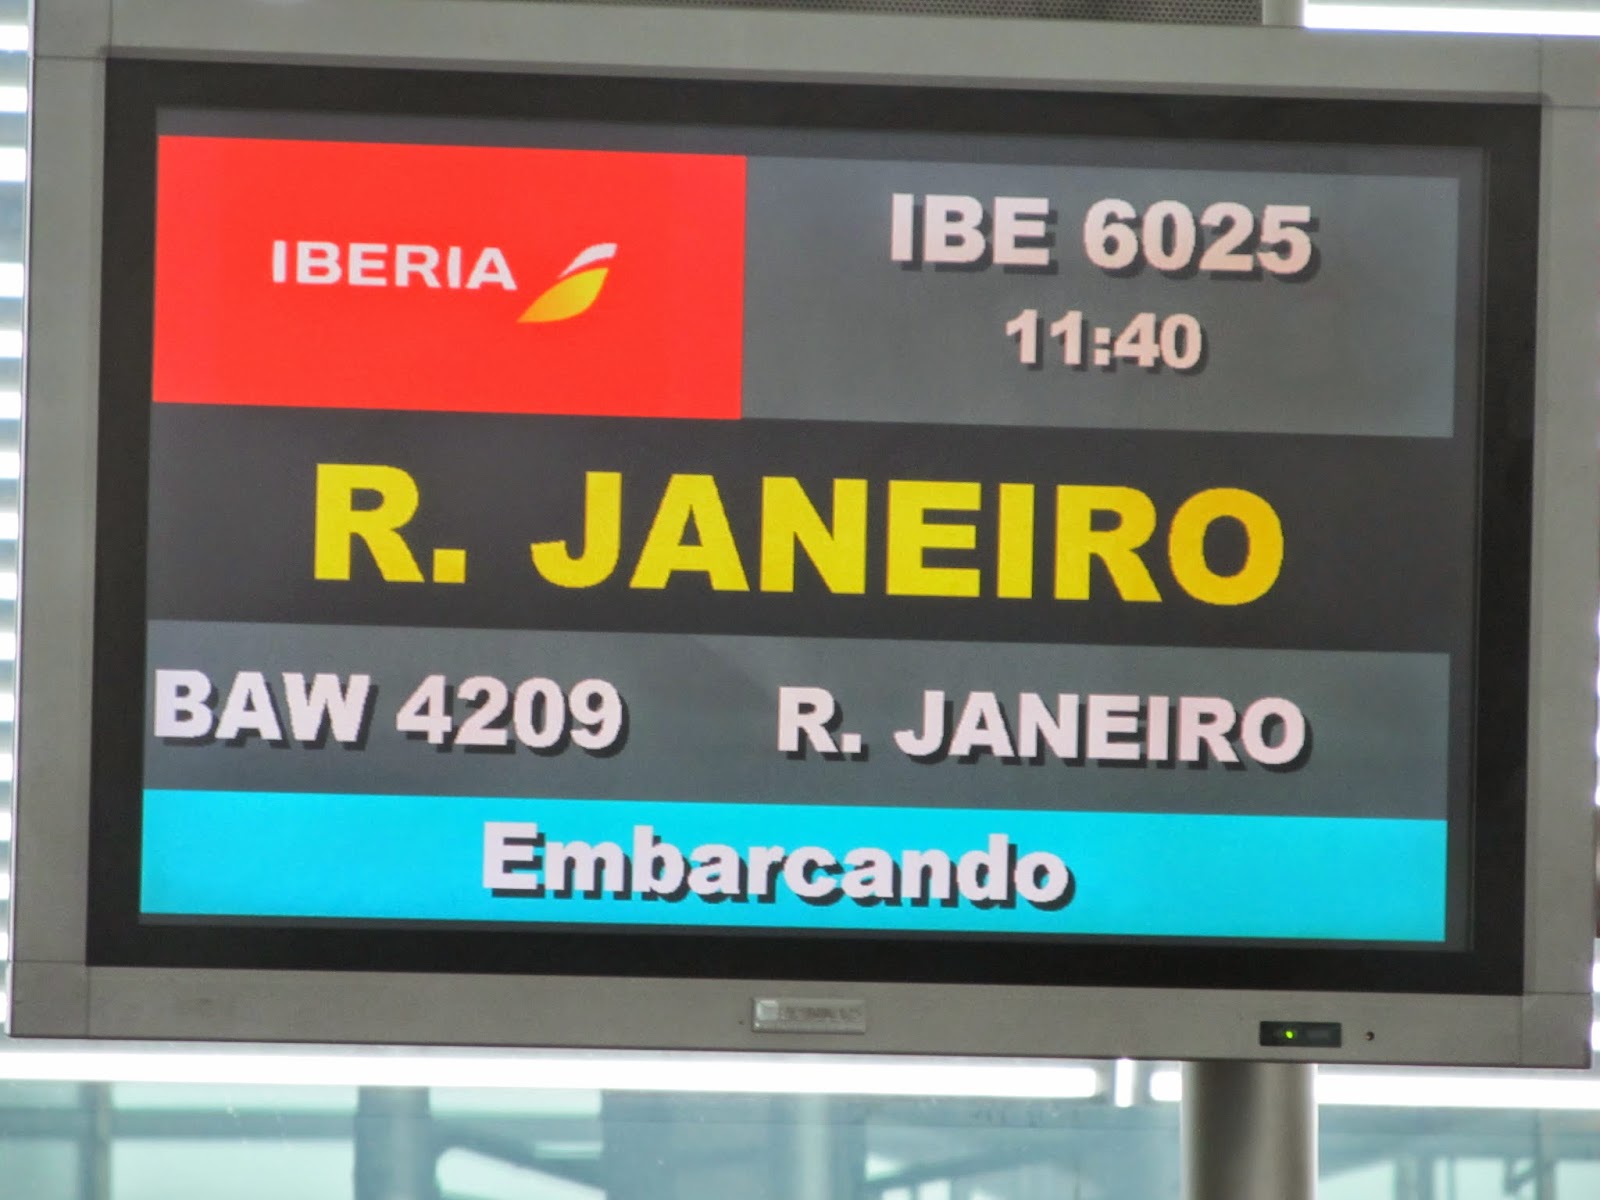 IBERIA
IBE 6025
11:40
R. JANEIRO
BAW 4209 R. JANEIRO
Embarcando